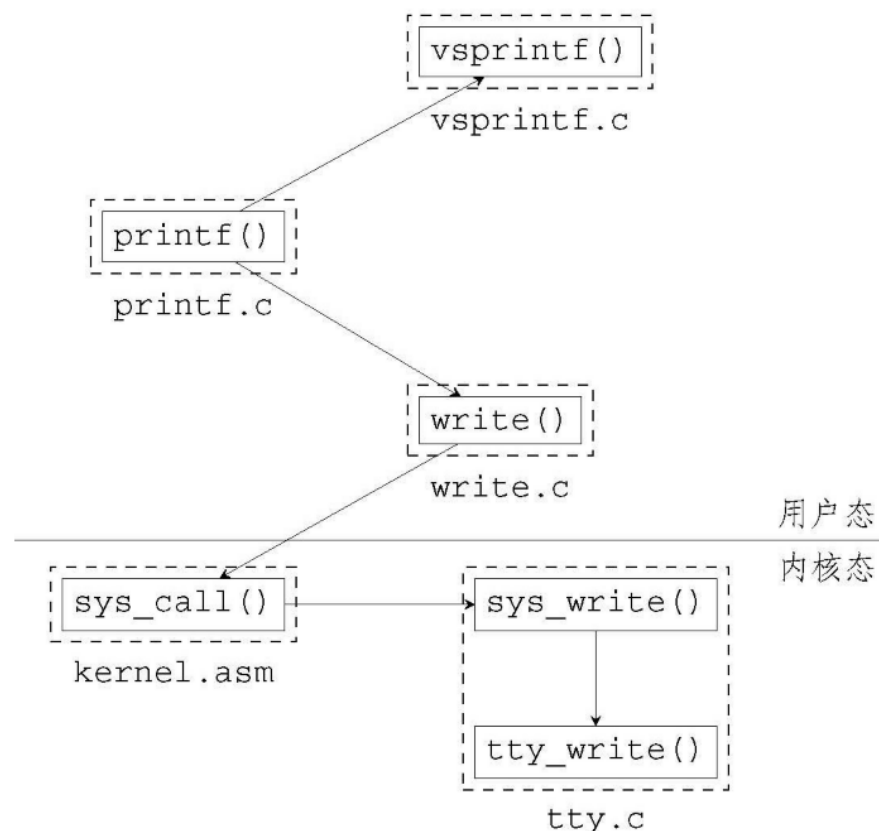 vsprintf()
vsprintf.c
printf()
printf.c
write()
write.c
用户态
内核态
sys_call()
sys_write()
kernel.asm
tty_write()
tty.c